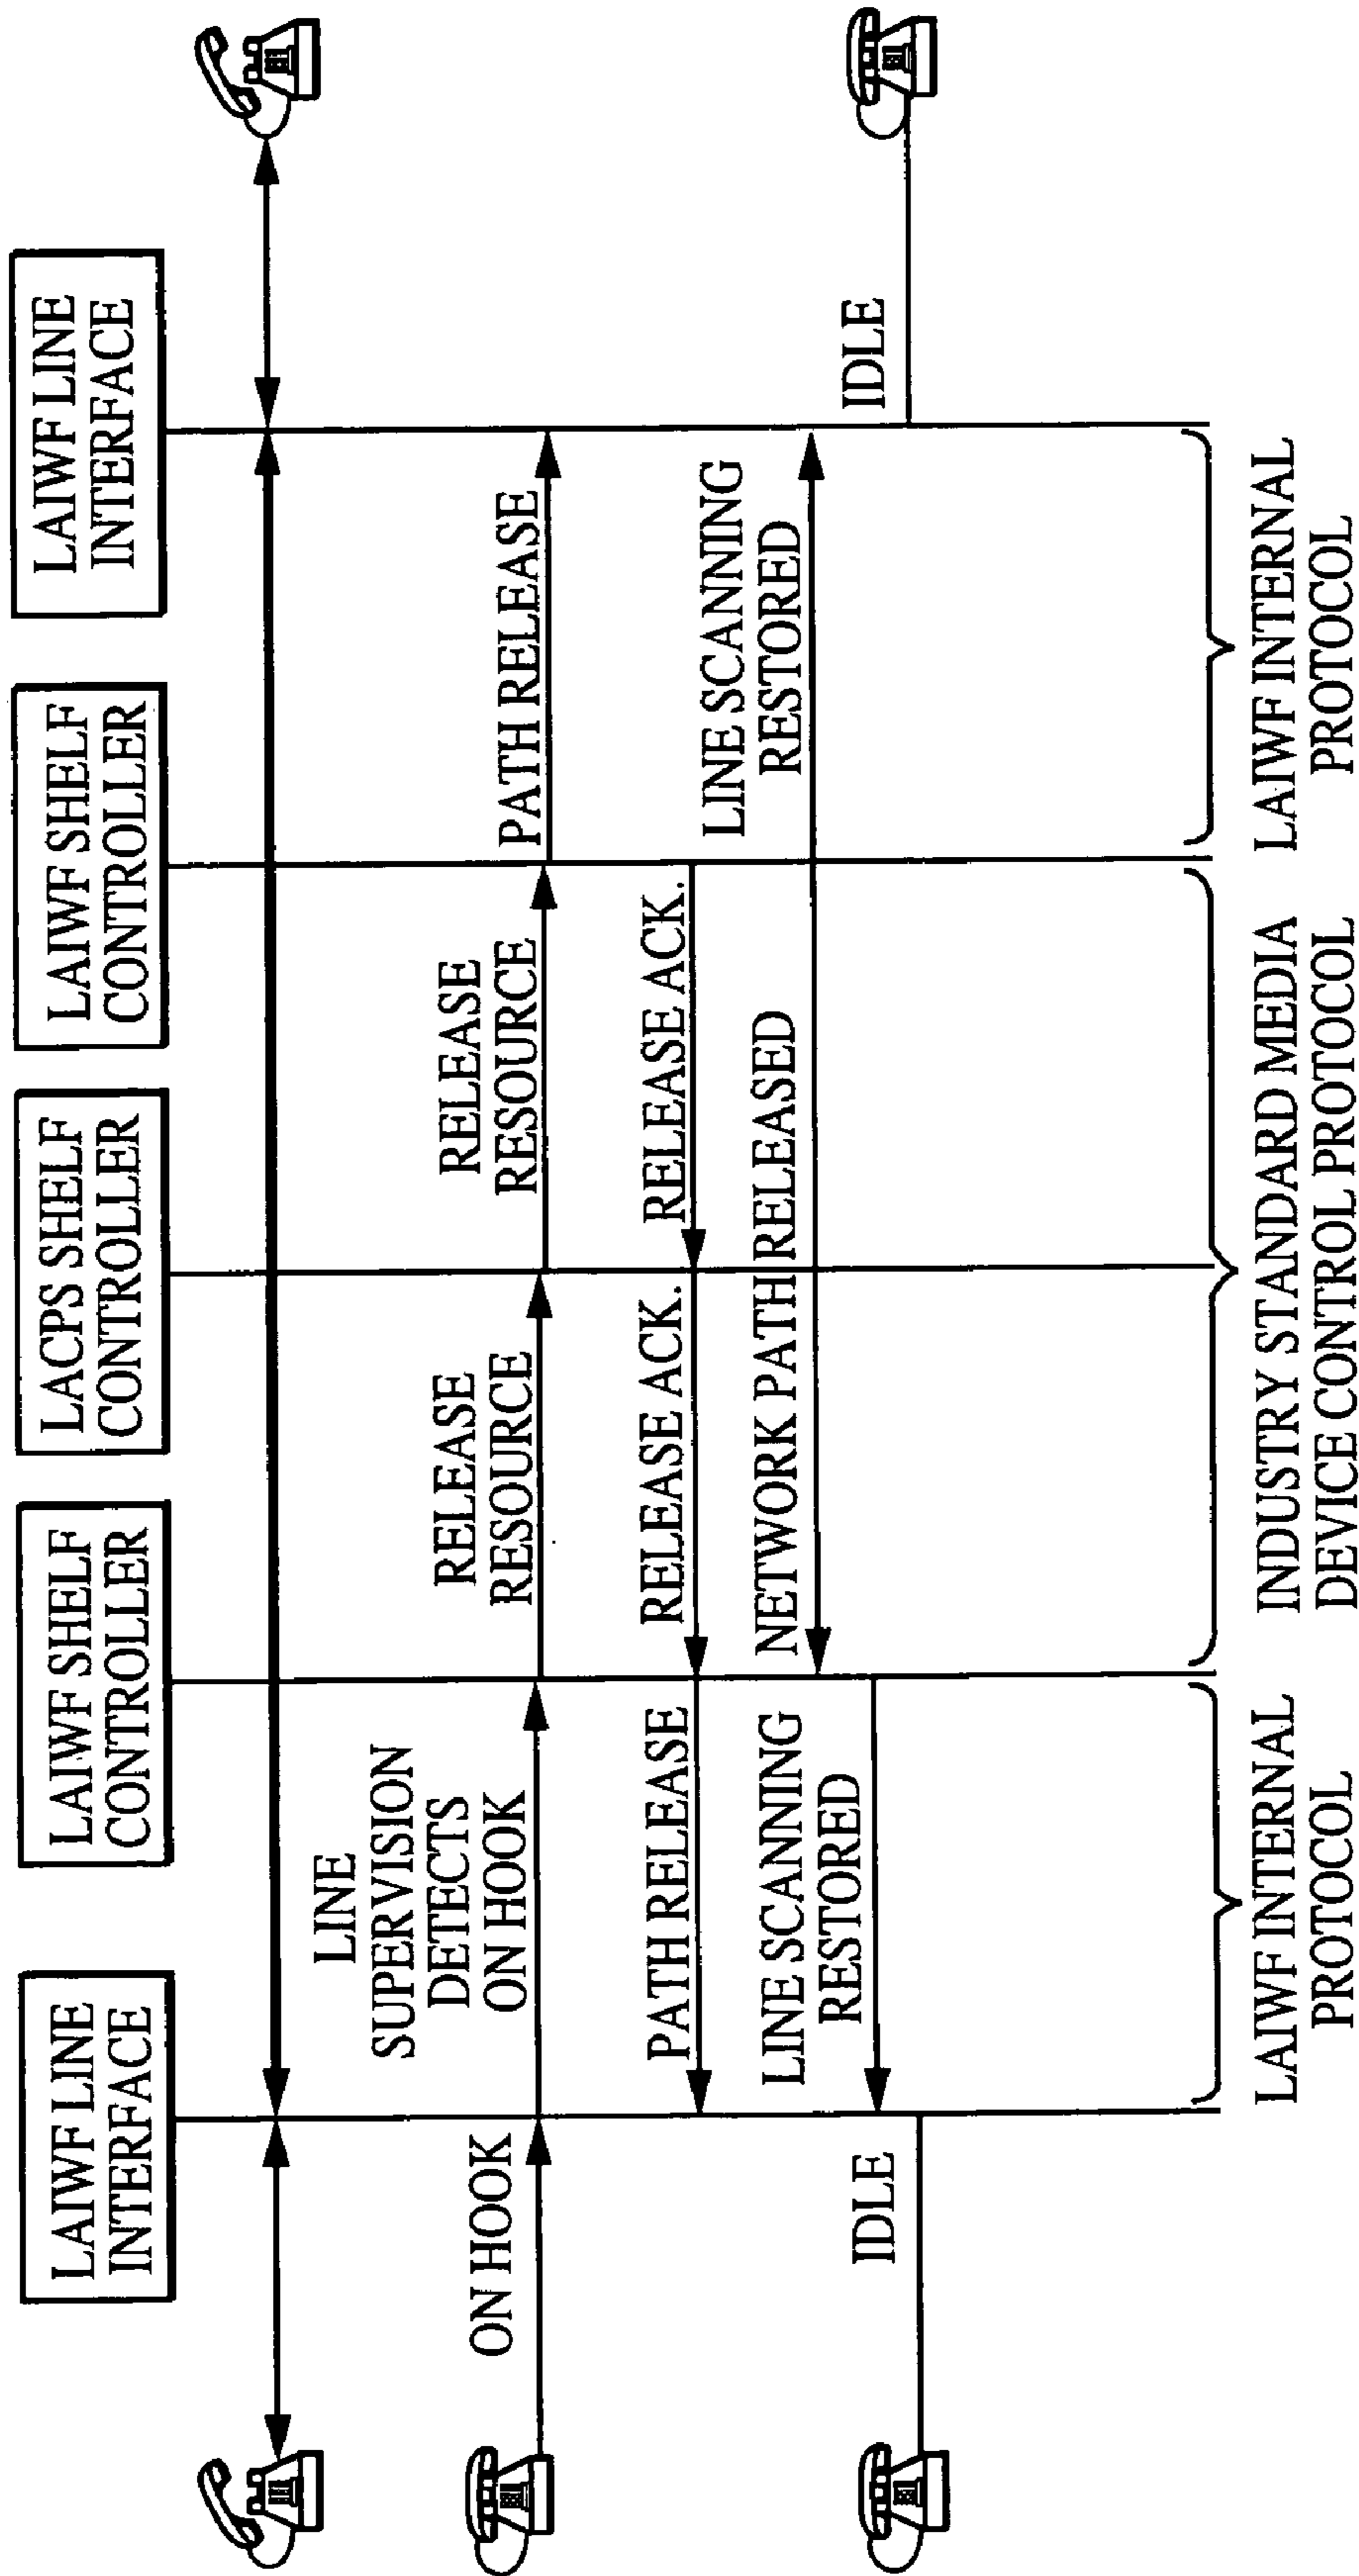 LAIWF LINE
INTERFACE
LAIWF SHELF
CONTROLLER
LACPS SHELF
CONTROLLER
LAIWF SHELF
CONTROLLER
LAIWF LINE
INTERFACE
LINE
SUPERVISION
DETECTS
ON HOOK
ON HOOK
RELEASE
RESOURCE
RELEASE
RESOURCE
PATH RELEASE
PATH RELEASE
RELEASE ACK.
RELEASE ACK.
LINE SCANNING
RESTORED
NETWORK PATH RELEASED
LINE SCANNING
RESTORED
IDLE
IDLE
LAIWF INTERNAL
PROTOCOL
INDUSTRY STANDARD MEDIA
DEVICE CONTROL PROTOCOL
LAIWF INTERNAL
PROTOCOL